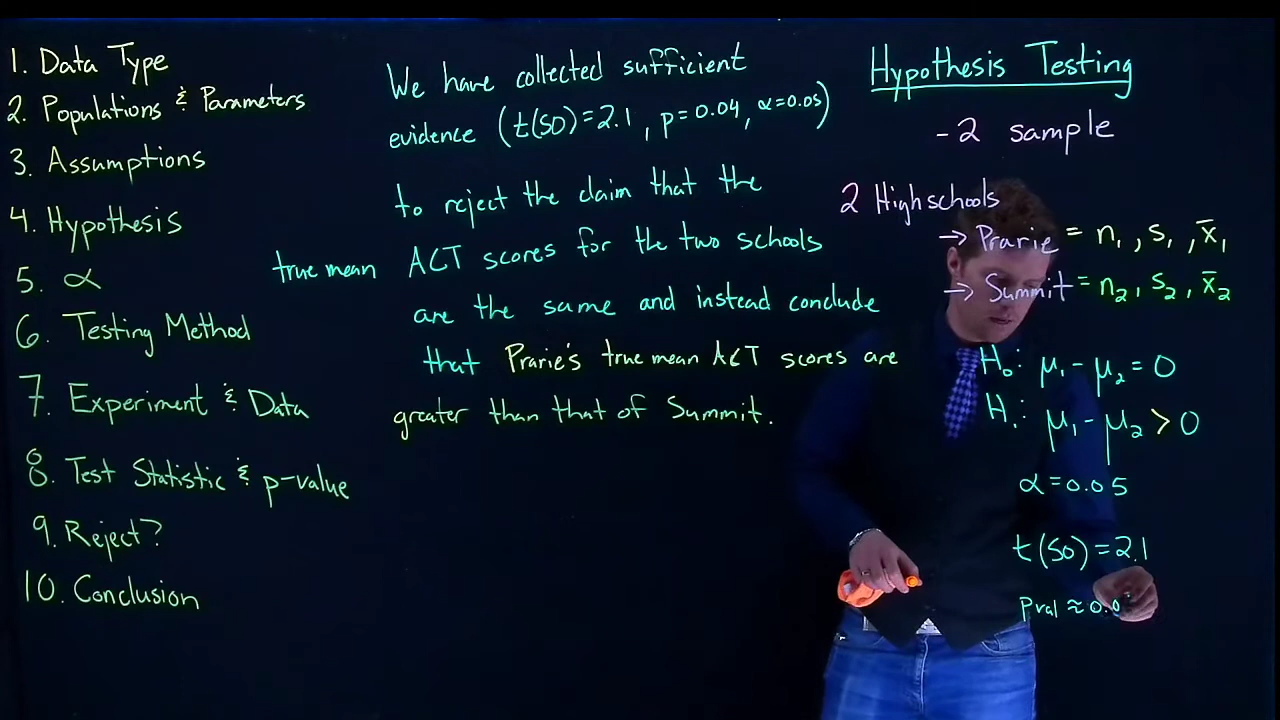 1. Data Type
2. Populations & Parameters
3. Assumptions
4. Hypothesis
5. α
6. Testing Method
7. Experiment & Data
8. Test Statistic & p-value
9. Reject?
10. Conclusion
We have collected sufficient
evidence (t(50)=2.1, p=0.04, α=0.05)
to reject the claim that the
true mean ACT scores for the two schools
are the same and instead conclude
that Prarie's true mean ACT scores are
greater than that of Summit.
Hypothesis Testing
- 2 sample
2 Highschools
→ Prarie = n₁, s₁, x̄₁
→ Summit = n₂, s₂, x̄₂
H₀: μ₁ - μ₂ = 0
H₁: μ₁ - μ₂ > 0
α = 0.05
t(50) = 2.1
pval ≈ 0.0